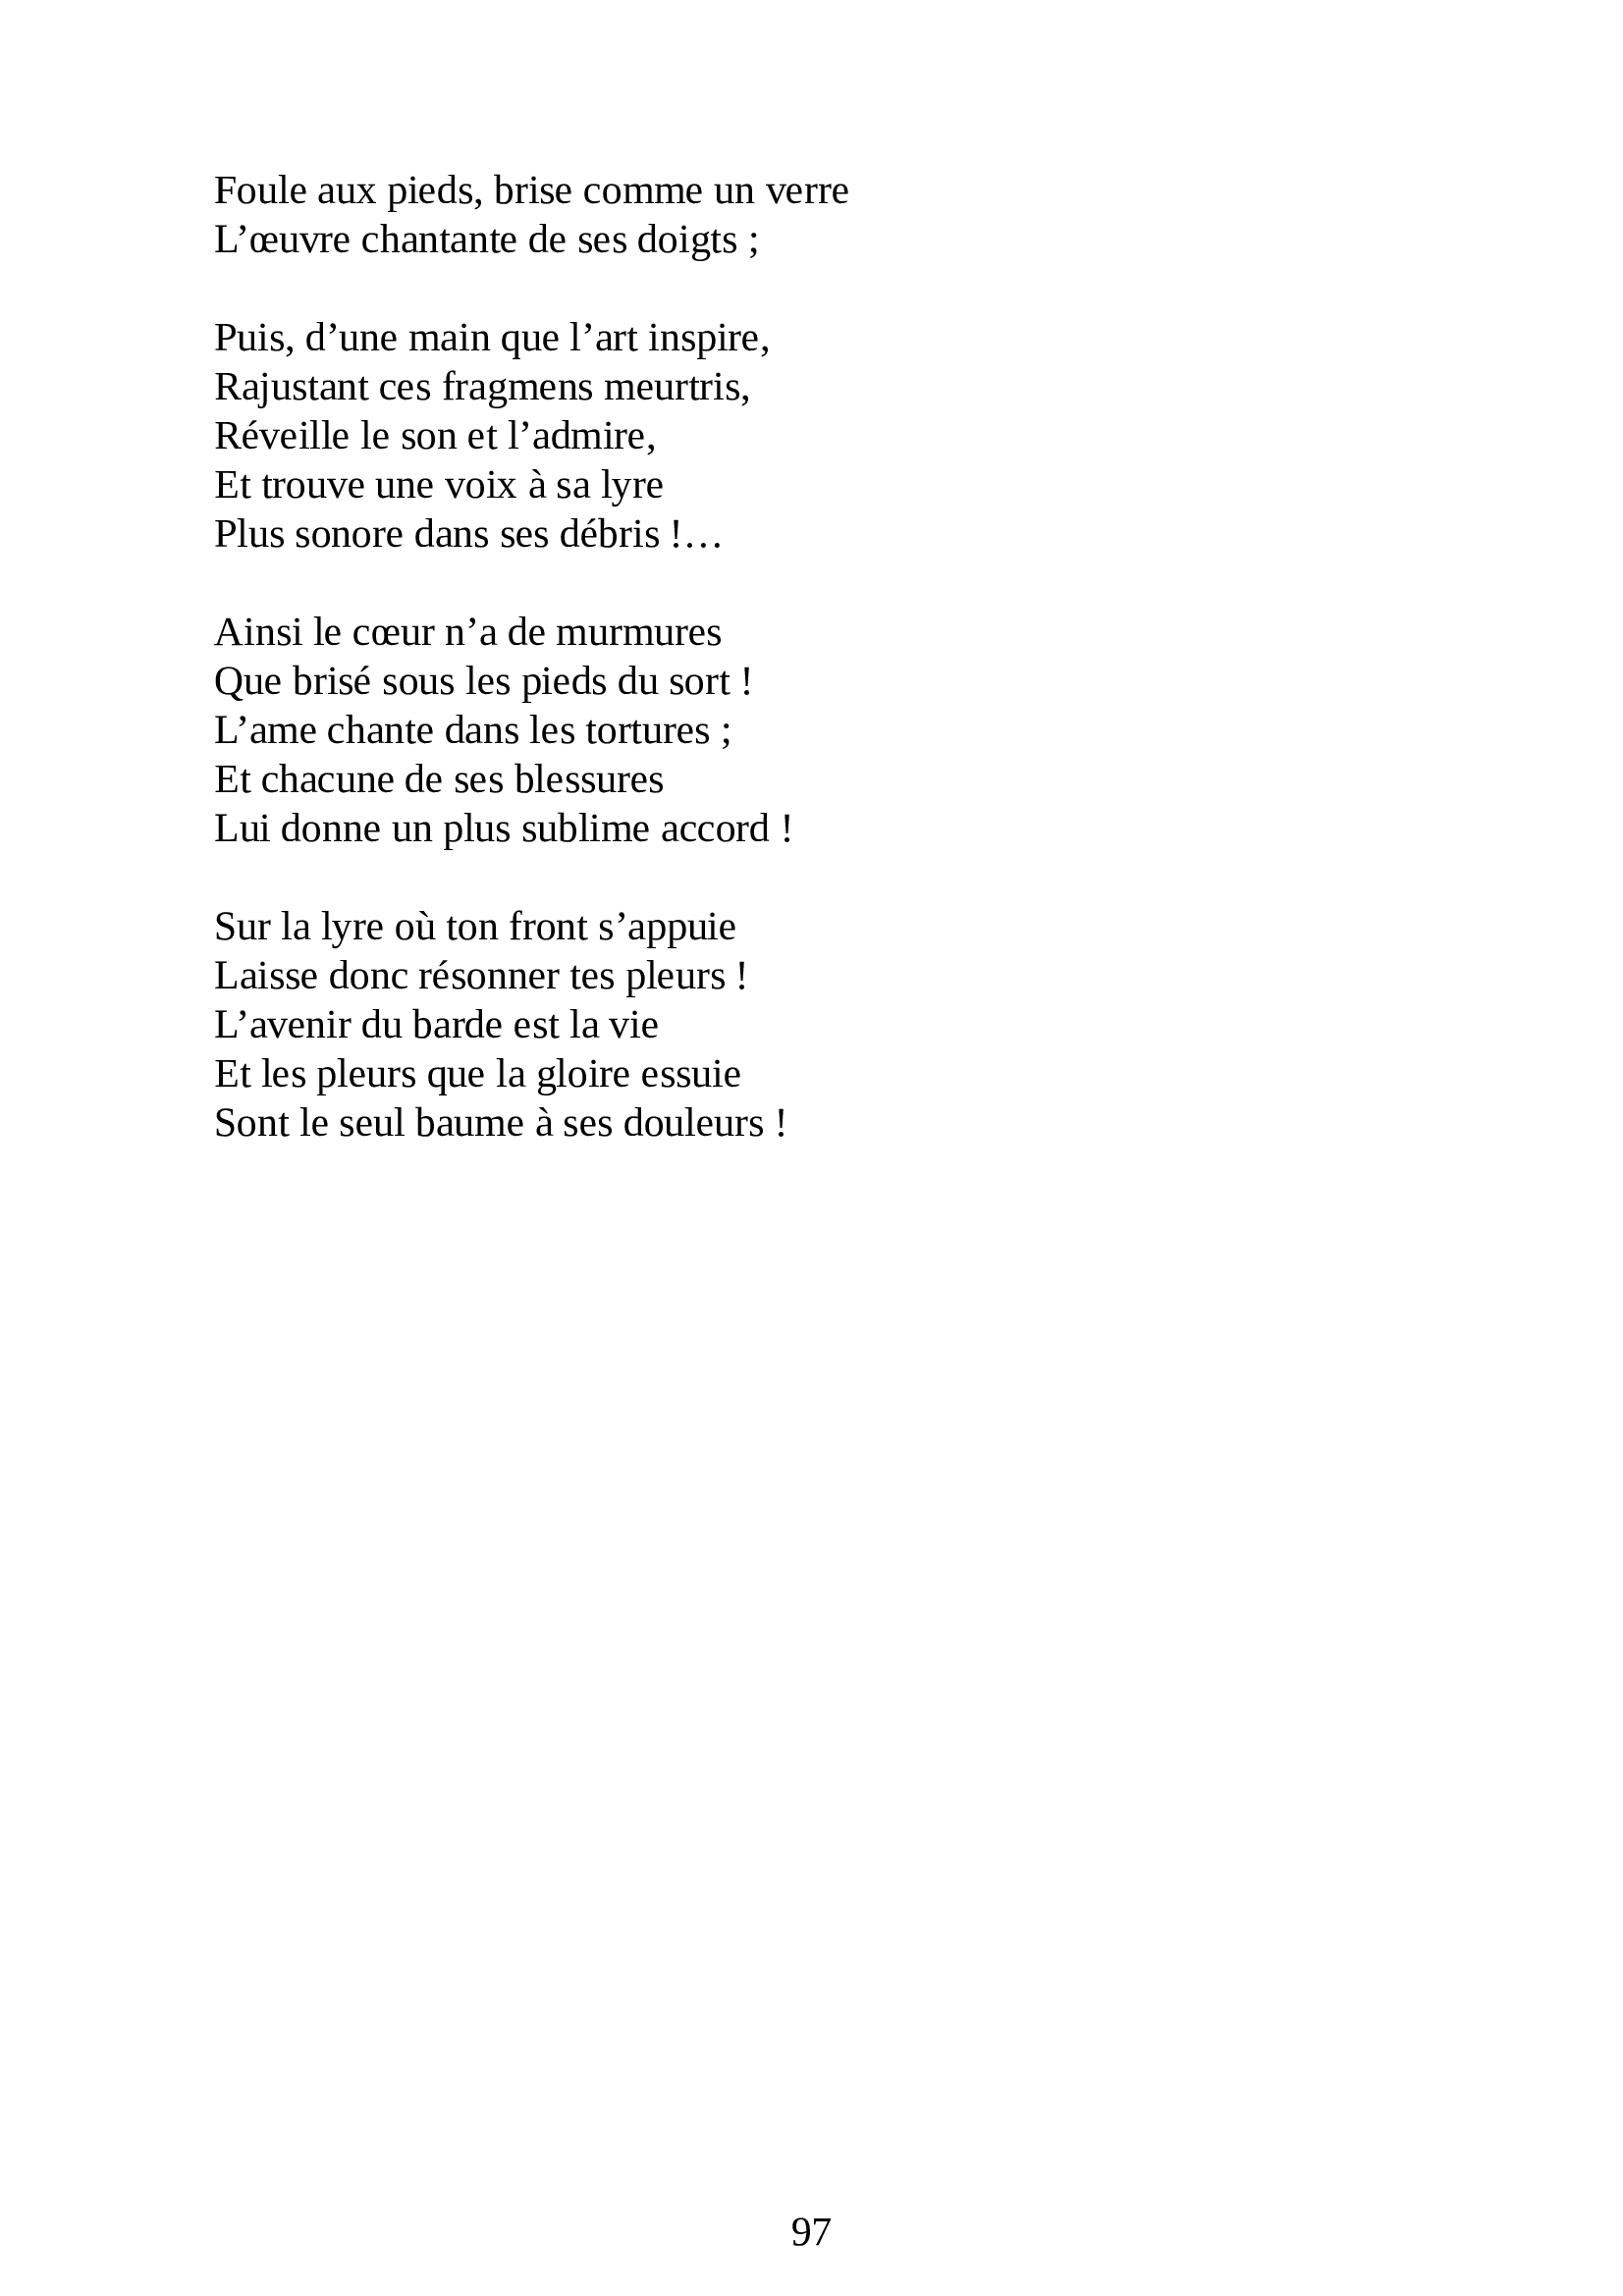 Foule aux pieds, brise comme un verre
L’œuvre chantante de ses doigts ;

Puis, d’une main que l’art inspire,
Rajustant ces fragmens meurtris,
Réveille le son et l’admire,
Et trouve une voix à sa lyre
Plus sonore dans ses débris !…

Ainsi le cœur n’a de murmures
Que brisé sous les pieds du sort !
L’ame chante dans les tortures ;
Et chacune de ses blessures
Lui donne un plus sublime accord !

Sur la lyre où ton front s’appuie
Laisse donc résonner tes pleurs !
L’avenir du barde est la vie
Et les pleurs que la gloire essuie
Sont le seul baume à ses douleurs !

97